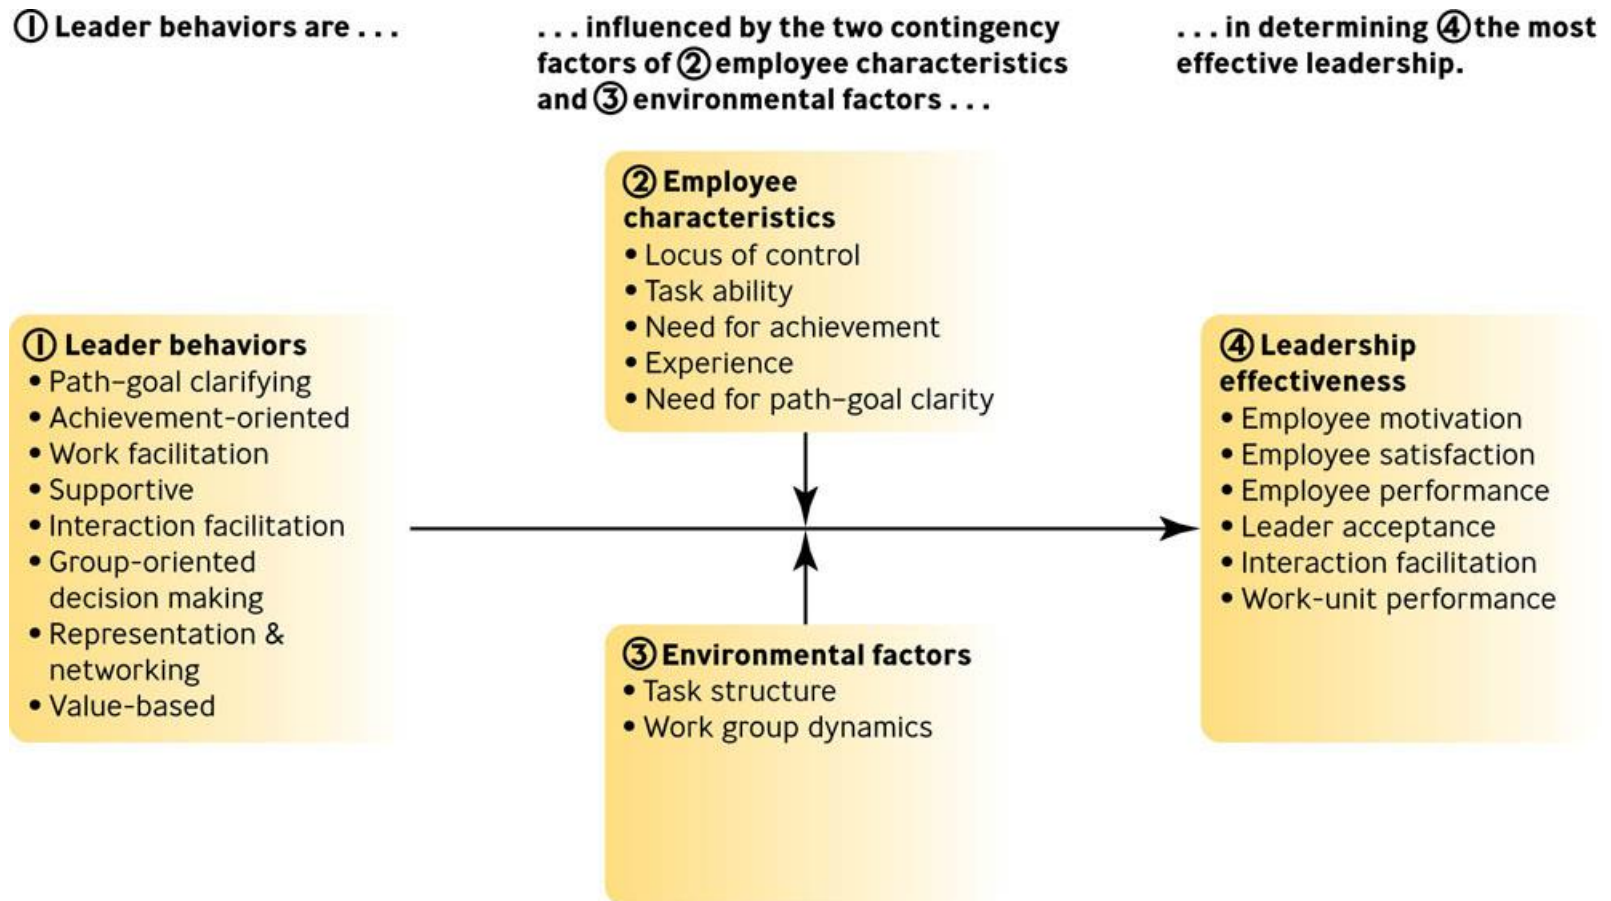 ① Leader behaviors are . . .
. . . influenced by the two contingency
factors of ② employee characteristics
and ③ environmental factors . . .
. . . in determining ④ the most
effective leadership.
② Employee
characteristics
• Locus of control
• Task ability
• Need for achievement
• Experience
• Need for path–goal clarity
① Leader behaviors
• Path–goal clarifying
• Achievement-oriented
• Work facilitation
• Supportive
• Interaction facilitation
• Group-oriented
decision making
• Representation &
networking
• Value-based
④ Leadership
effectiveness
• Employee motivation
• Employee satisfaction
• Employee performance
• Leader acceptance
• Interaction facilitation
• Work-unit performance
③ Environmental factors
• Task structure
• Work group dynamics